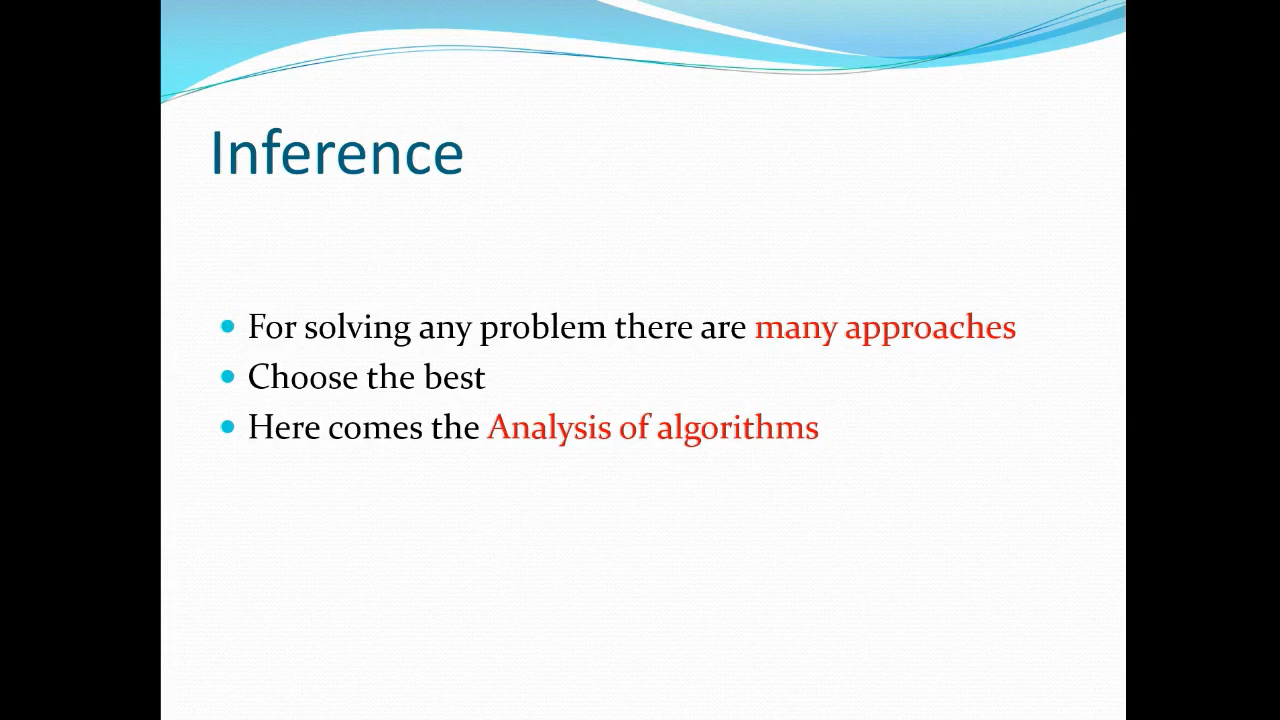 Inference
For solving any problem there are many approaches
Choose the best
Here comes the Analysis of algorithms